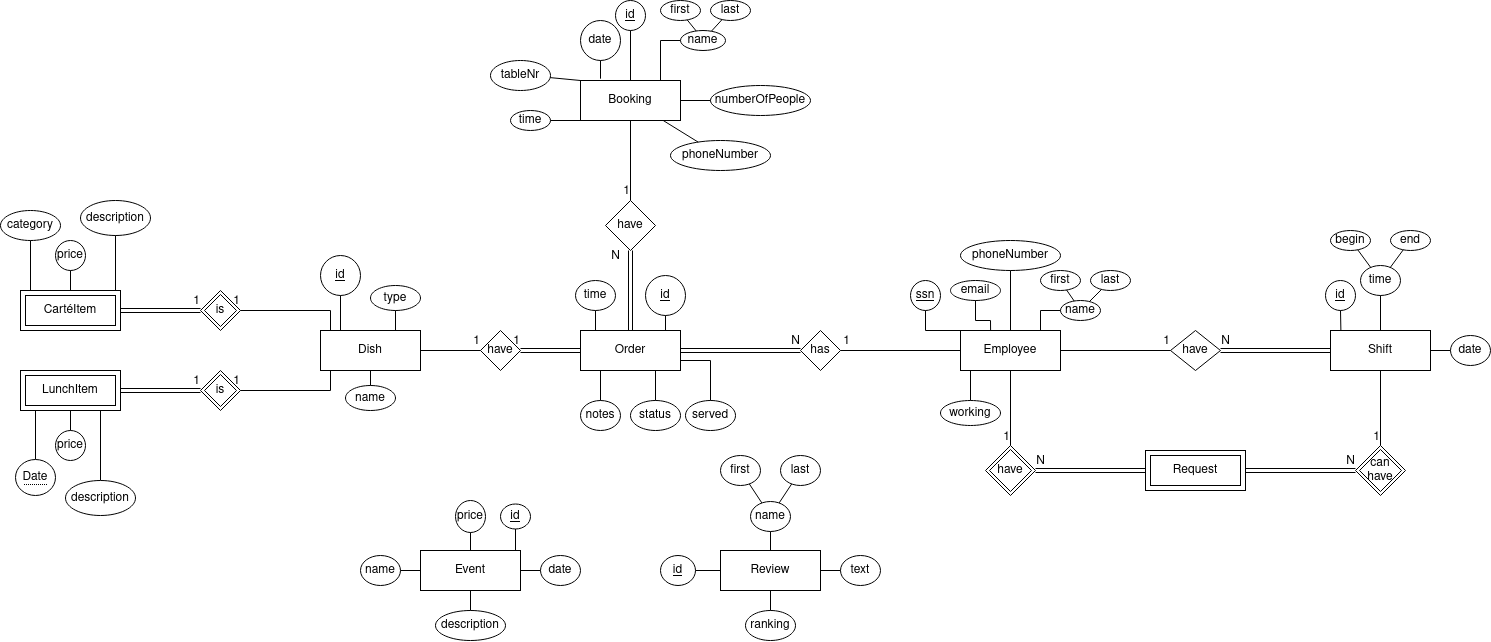 id
first
last
date
name
tableNr
Booking
numberOfPeople
time
phoneNumber
1
have
N
category
description
price
CartéItem
1
is
1
id
type
Dish
name
LunchItem
1
is
1
price
Date
description
1
have
1
time
id
Order
notes
status
served
N
has
1
phoneNumber
ssn
email
first
last
name
Employee
working
1
have
N
begin
end
time
id
Shift
date
1
have
N
Request
N
can
have
1
price
id
name
Event
date
description
first
last
name
id
Review
text
ranking